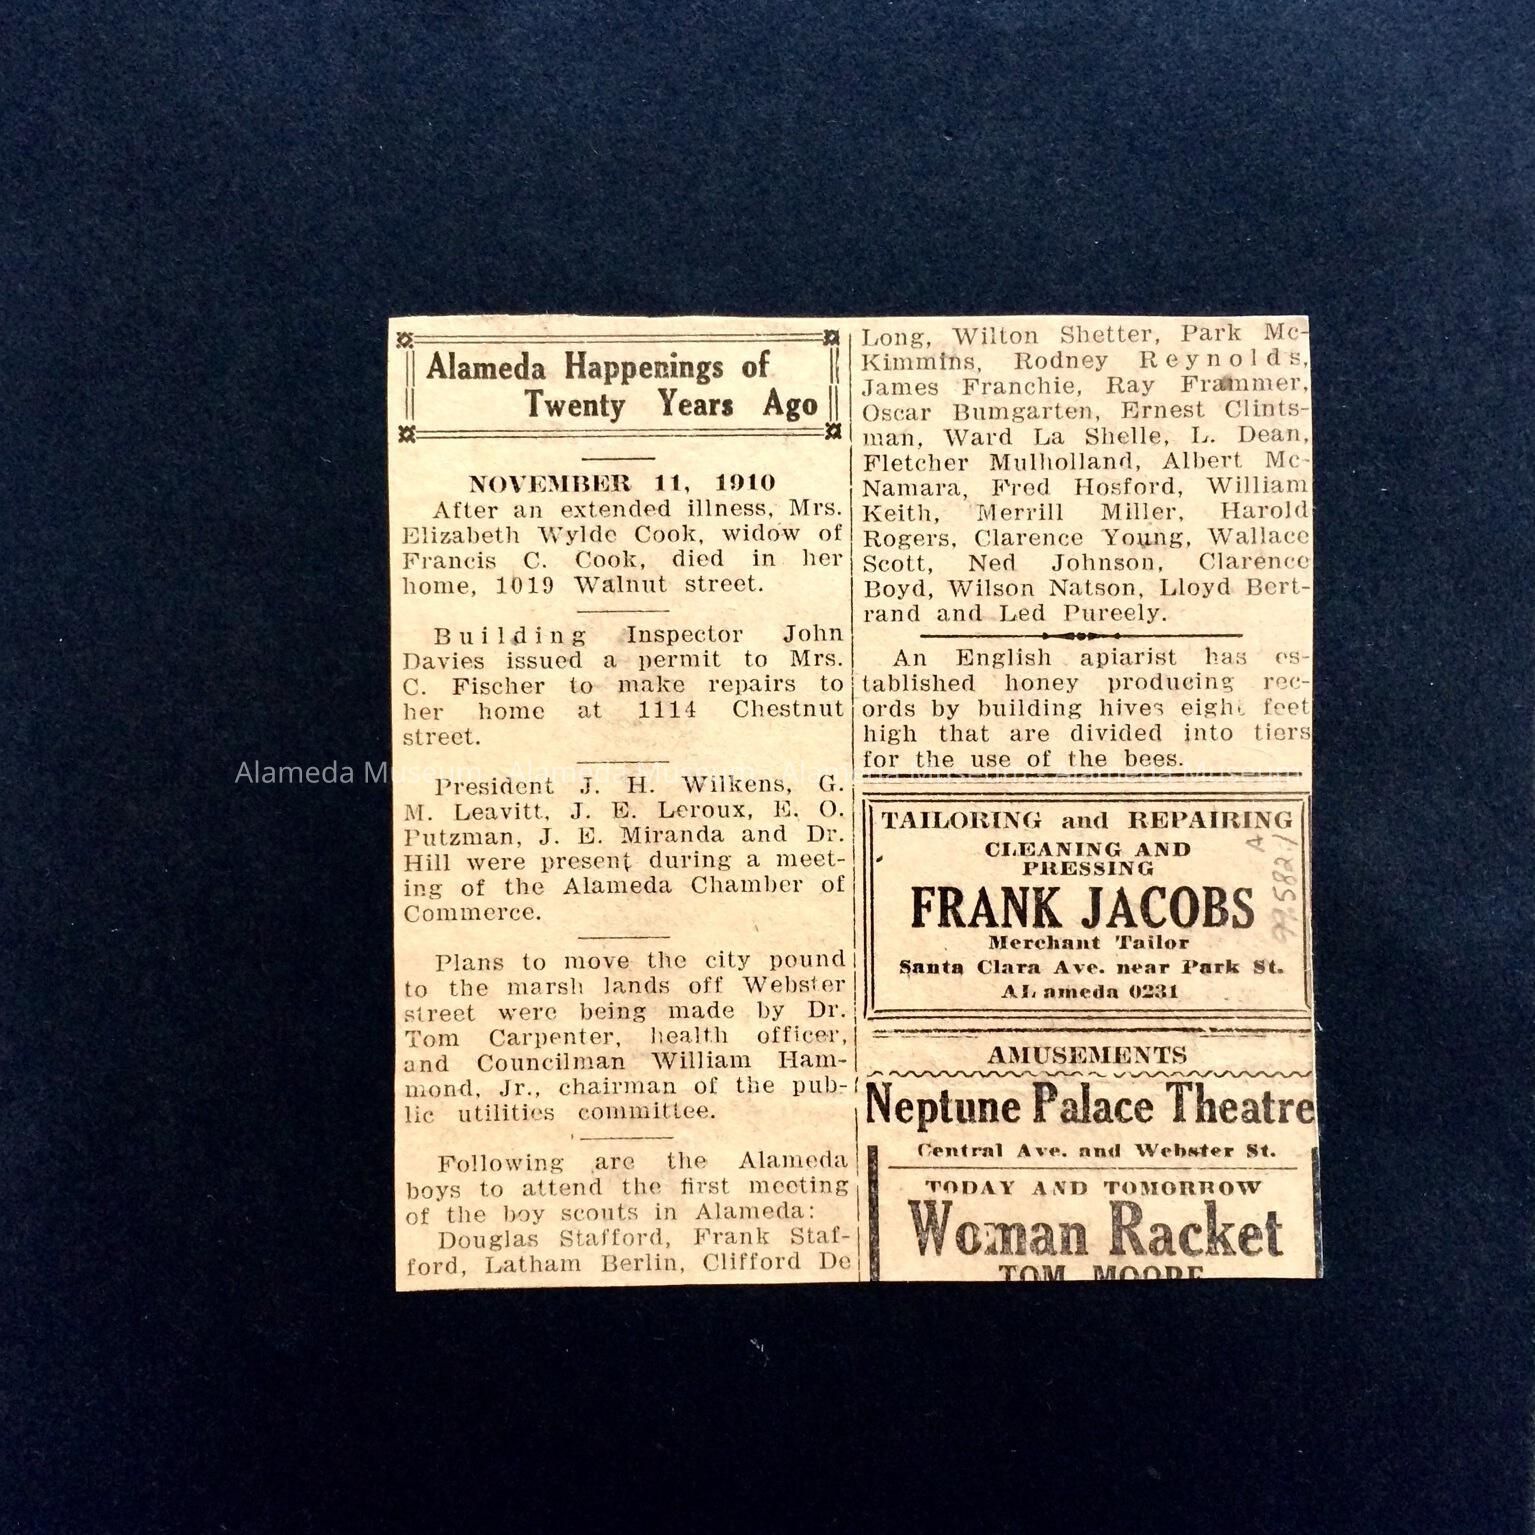 Alameda Happenings of
Twenty Years Ago
NOVEMBER 11, 1910
After an extended illness, Mrs.
Elizabeth Wylde Cook, widow of
Francis C. Cook, died in her
home, 1019 Walnut street.
Building Inspector John
Davies issued a permit to Mrs.
C. Fischer to make repairs to
her home at 1114 Chestnut
street.
President J. H. Wilkens, G.
M. Leavitt, J. E. Leroux, E. O.
Putzman, J. E. Miranda and Dr.
Hill were present during a meet-
ing of the Alameda Chamber of
Commerce.
Plans to move the city pound
to the marsh lands off Webster
street were being made by Dr.
Tom Carpenter, health officer,
and Councilman William Ham-
mond, Jr., chairman of the pub-
lic utilities committee.
Following are the Alameda
boys to attend the first meeting
of the boy scouts in Alameda:
Douglas Stafford, Frank Staf-
ford, Latham Berlin, Clifford De
Long, Wilton Shetter, Park Mc-
Kimmins, Rodney Reynolds,
James Franchie, Ray Frammer,
Oscar Bumgarten, Ernest Clints-
man, Ward La Shelle, L. Dean,
Fletcher Mulholland, Albert Mc-
Namara, Fred Hosford, William
Keith, Merrill Miller, Harold
Rogers, Clarence Young, Wallace
Scott, Ned Johnson, Clarence
Boyd, Wilson Natson, Lloyd Bert-
rand and Led Pureely.
An English apiarist has es-
tablished honey producing rec-
ords by building hives eight feet
high that are divided into tiers
for the use of the bees.
TAILORING and REPAIRING
CLEANING AND
PRESSING
FRANK JACOBS
Merchant Tailor
Santa Clara Ave. near Park St.
ALameda 0231
99.582.1
A
AMUSEMENTS
Neptune Palace Theatre
Central Ave. and Webster St.
TODAY AND TOMORROW
Woman Racket
TOM MOORE
Alameda Museum Alameda Museum Alameda Museum Alameda Museum